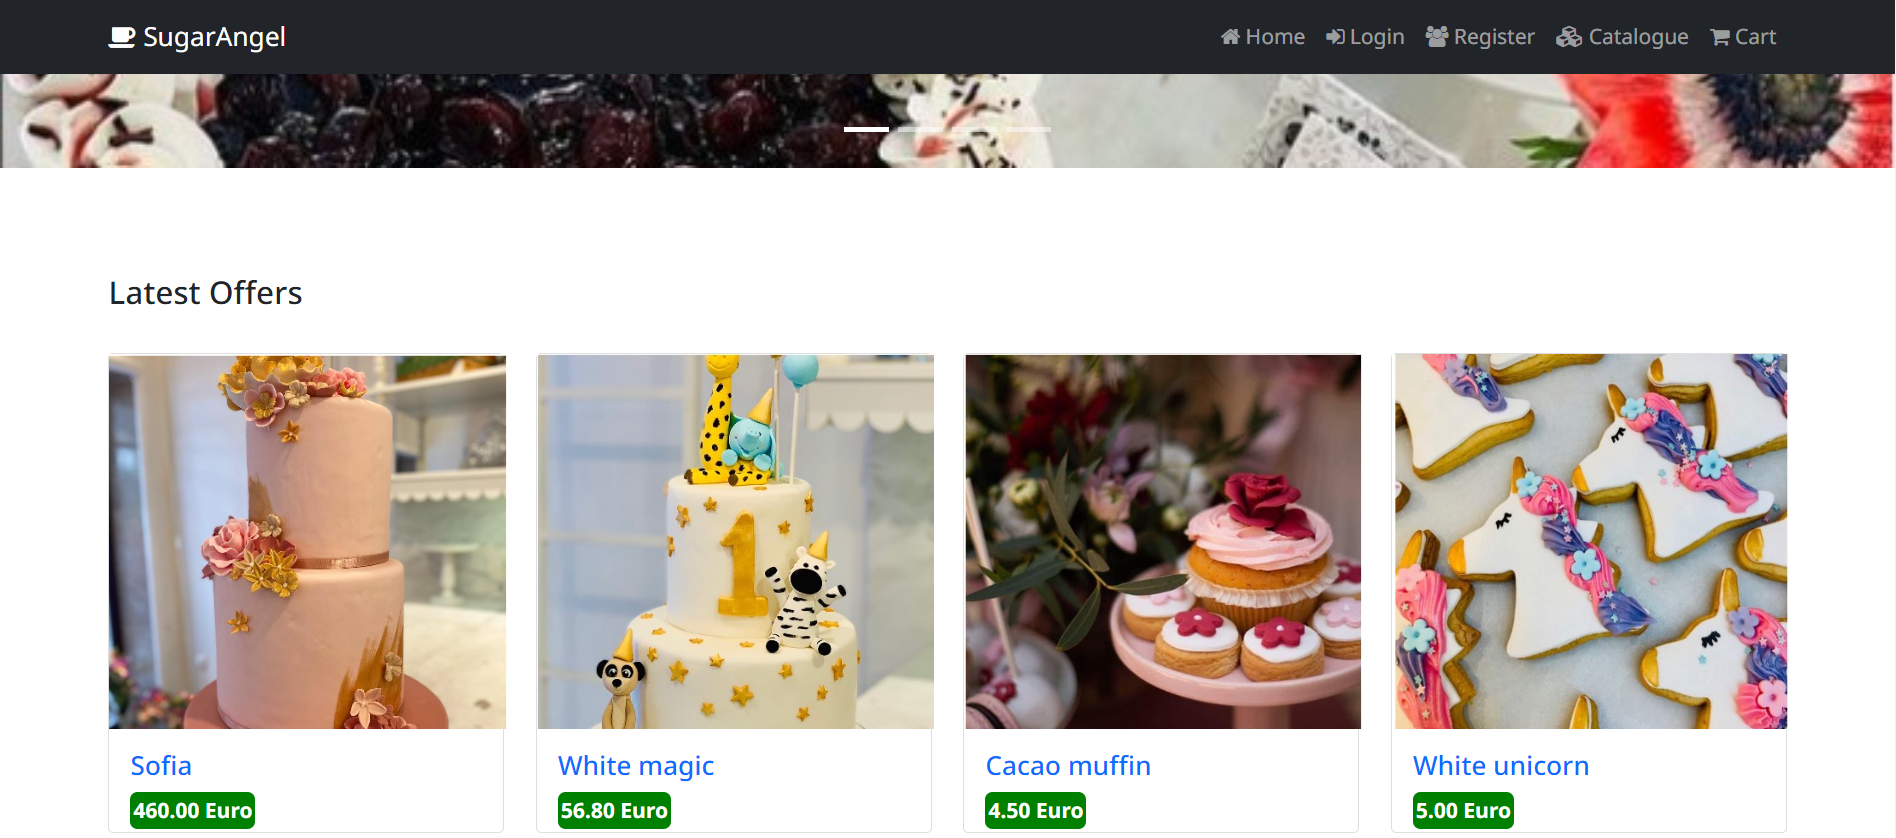 SugarAngel
Home Login Register Catalogue Cart
Latest Offers
1
Sofia
460.00 Euro
White magic
56.80 Euro
Cacao muffin
4.50 Euro
White unicorn
5.00 Euro